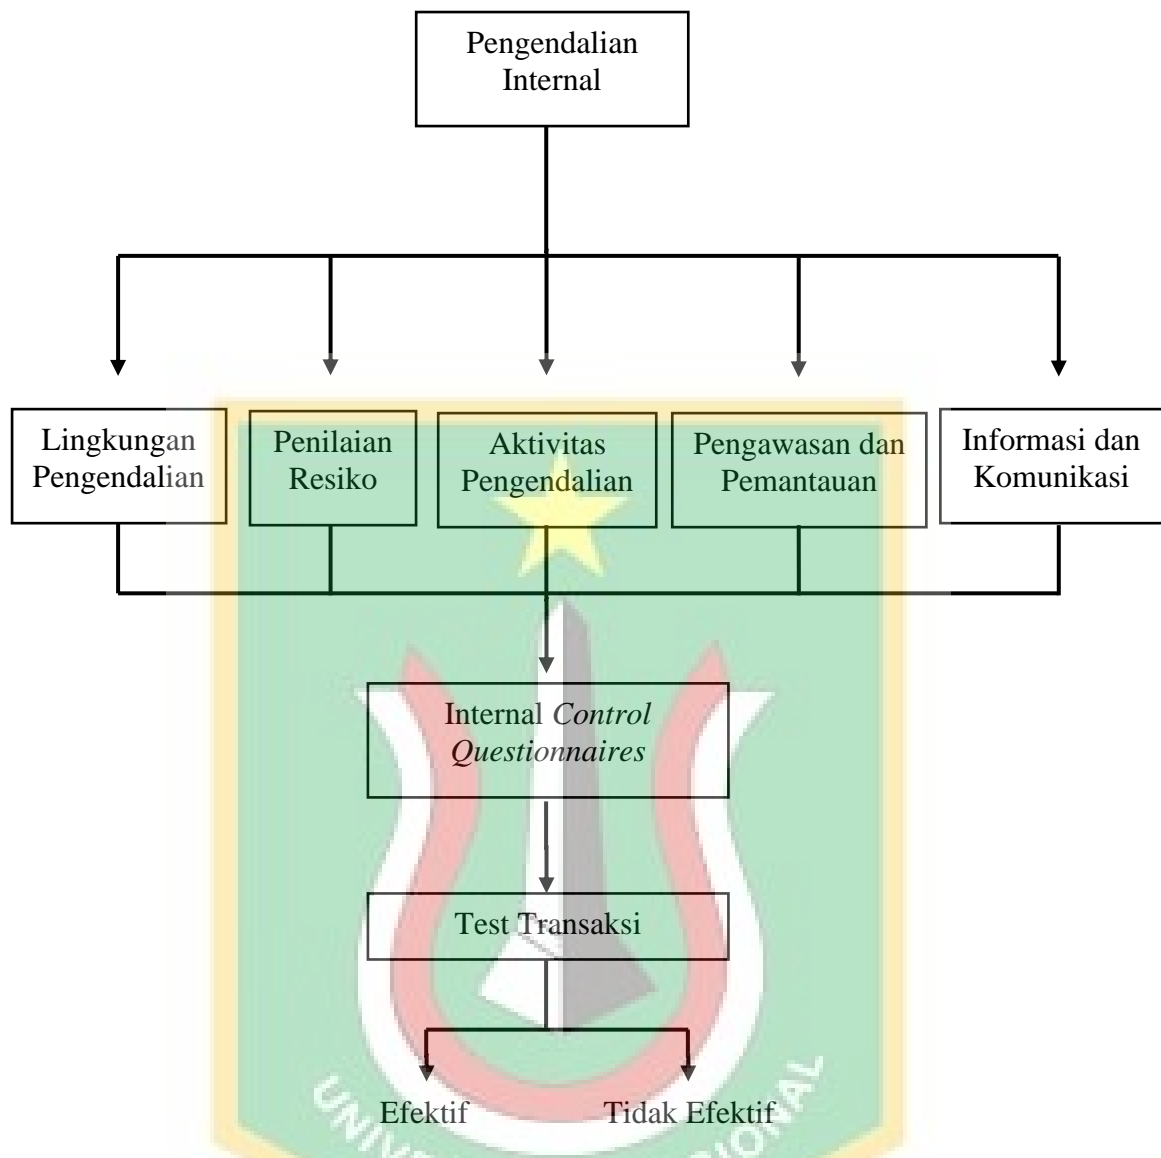 Pengendalian
Internal
Lingkungan
Pengendalian
Penilaian
Resiko
Aktivitas
Pengendalian
Pengawasan dan
Pemantauan
Informasi dan
Komunikasi
Internal Control
Questionnaires
Test Transaksi
Efektif
Tidak Efektif